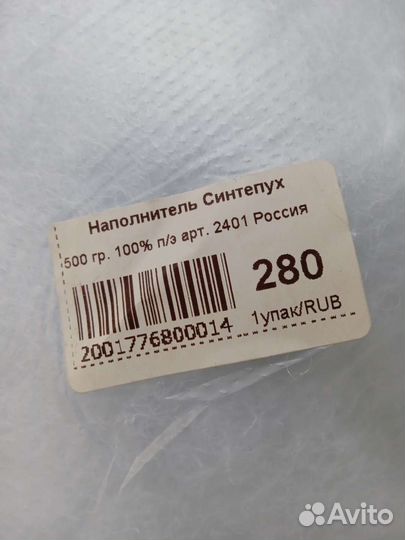 Наполнитель Синтепух
500 гр. 100% п/э арт. 2401 Россия
280
2001776800014
1упак/RUB
Avito